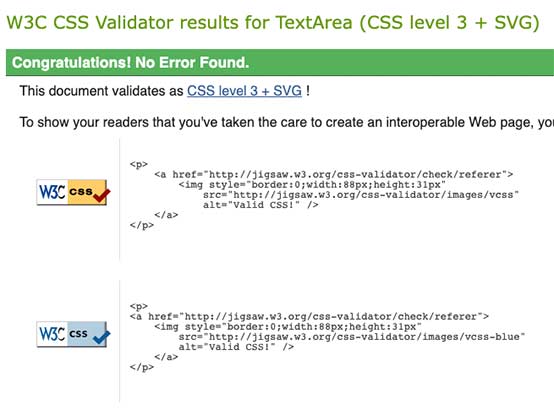 W3C CSS Validator results for TextArea (CSS level 3 + SVG)
Congratulations! No Error Found.
This document validates as CSS level 3 + SVG !
To show your readers that you've taken the care to create an interoperable Web page, you
W3C css
<p>
<a href="http://jigsaw.w3.org/css-validator/check/referer">
<img style="border:0;width:88px;height:31px"
src="http://jigsaw.w3.org/css-validator/images/vcss"
alt="Valid CSS!" />
</a>
</p>
W3C css
<p>
<a href="http://jigsaw.w3.org/css-validator/check/referer">
<img style="border:0;width:88px;height:31px"
src="http://jigsaw.w3.org/css-validator/images/vcss-blue"
alt="Valid CSS!" />
</a>
</p>